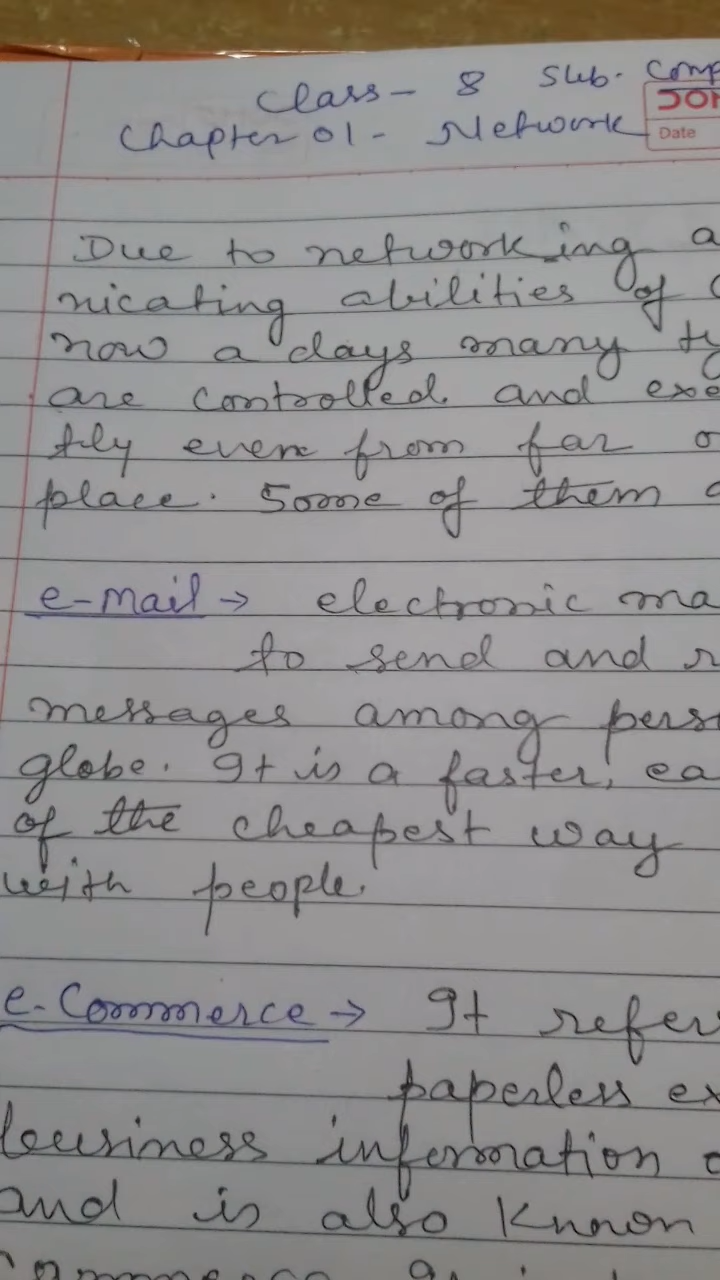 Class- 8 Sub. Comp
Chapter 01 - Network
Date
Due to networking a
nicating abilities of
now a days many ty
are controlled. and exe
tly even from far o
place. Some of them
e-mail → electronic ma
to send and r
messages among pers
globe. It is a faster, ea
of the cheapest way
with people.
e-Commerce → It refer
paperless ex
business information
and is also known